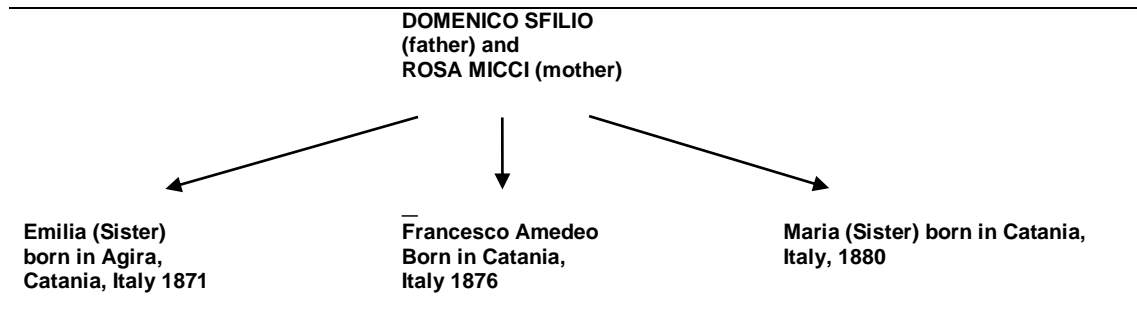 DOMENICO SFILIO
(father) and
ROSA MICCI (mother)
Emilia (Sister)
born in Agira,
Catania, Italy 1871
Francesco Amedeo
Born in Catania,
Italy 1876
Maria (Sister) born in Catania,
Italy, 1880